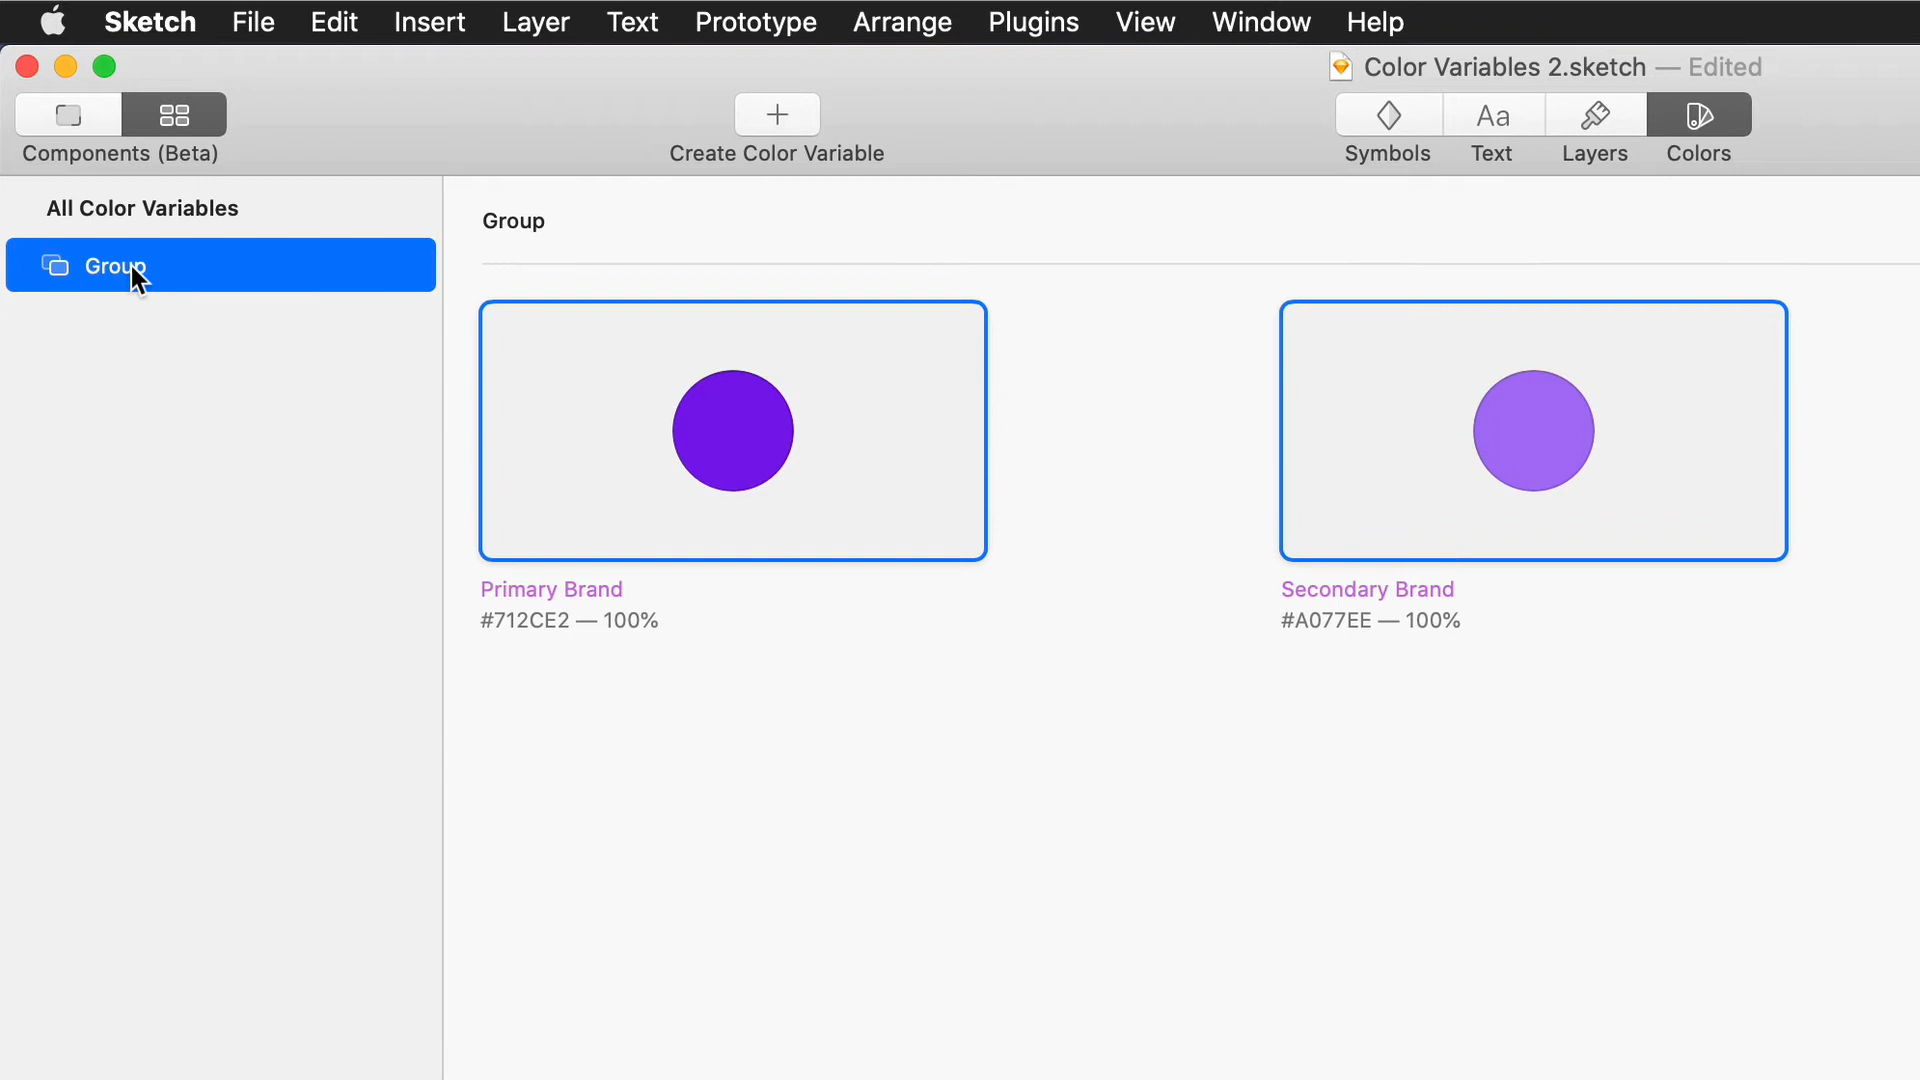 Sketch File Edit Insert Layer Text Prototype Arrange Plugins View Window Help
Color Variables 2.sketch — Edited
Aa
Components (Beta) Create Color Variable Symbols Text Layers Colors
All Color Variables
Group
Group
Primary Brand
#712CE2 — 100%
Secondary Brand
#A077EE — 100%